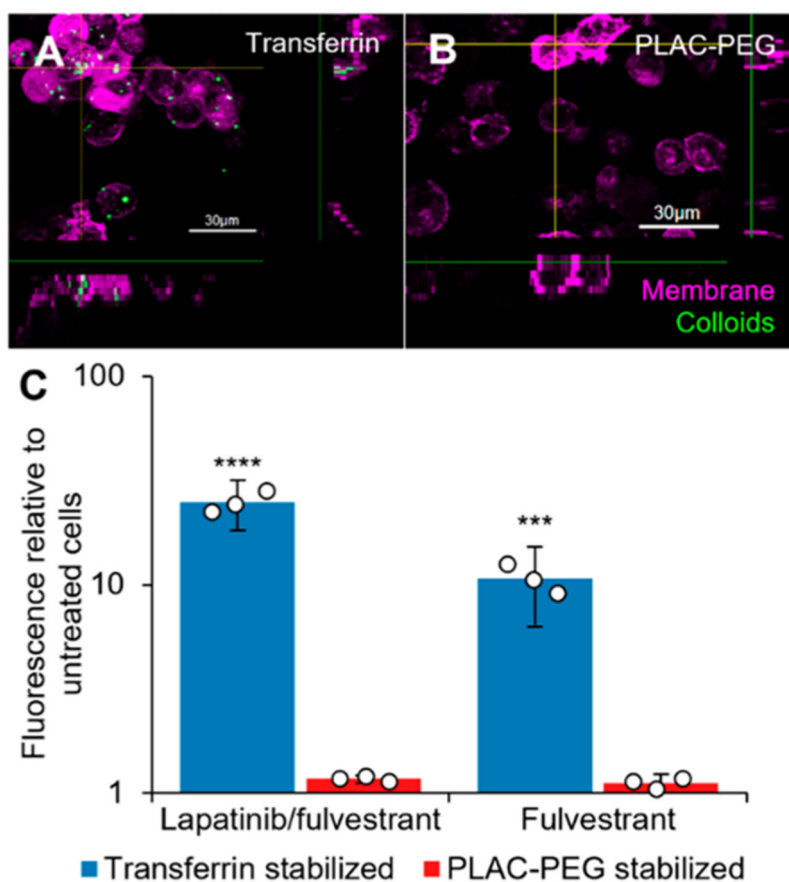 A
Transferrin
30µm
B
PLAC-PEG
30µm
Membrane
Colloids
C
Fluorescence relative to
untreated cells
100
10
1
****
***
Lapatinib/fulvestrant
Fulvestrant
Transferrin stabilized
PLAC-PEG stabilized